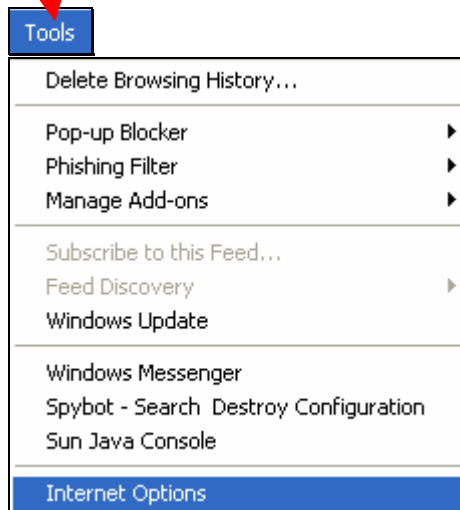 Tools
Delete Browsing History...
Pop-up Blocker
Phishing Filter
Manage Add-ons
Subscribe to this Feed...
Feed Discovery
Windows Update
Windows Messenger
Spybot - Search  Destroy Configuration
Sun Java Console
Internet Options